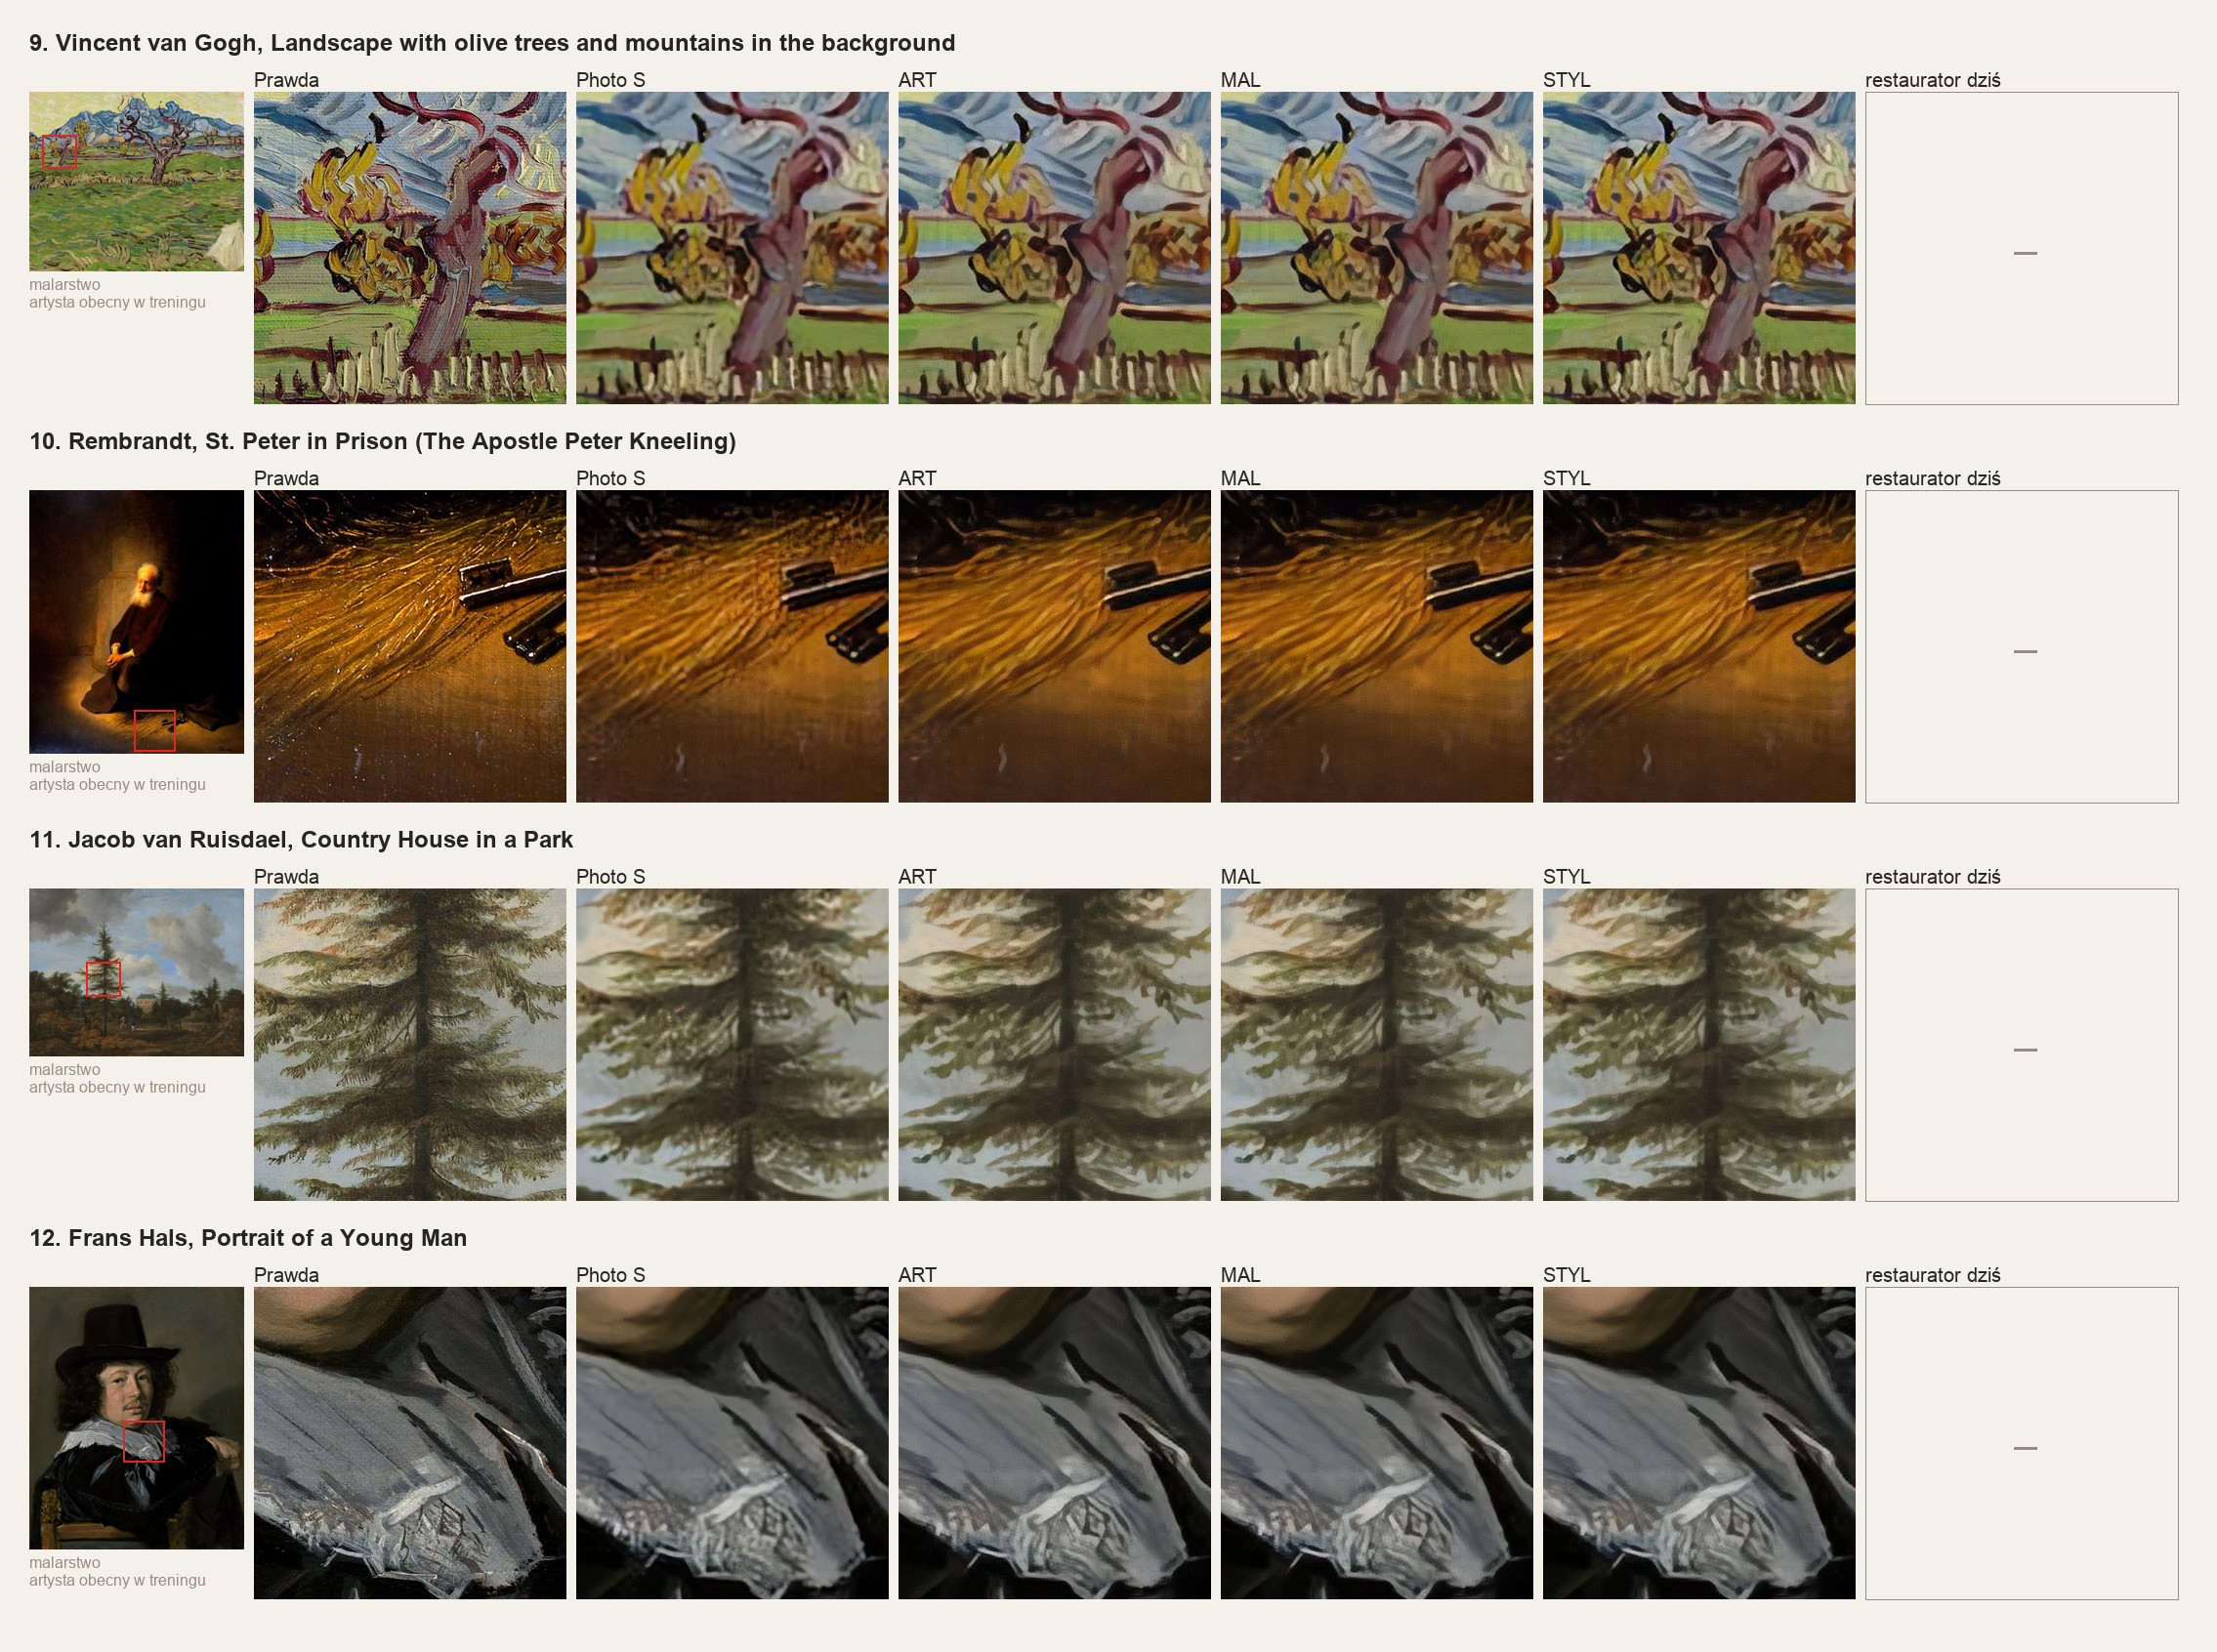 9. Vincent van Gogh, Landscape with olive trees and mountains in the background
Prawda Photo S ART MAL STYL restaurator dziś
—
malarstwo
artysta obecny w treningu
10. Rembrandt, St. Peter in Prison (The Apostle Peter Kneeling)
Prawda Photo S ART MAL STYL restaurator dziś
—
malarstwo
artysta obecny w treningu
11. Jacob van Ruisdael, Country House in a Park
Prawda Photo S ART MAL STYL restaurator dziś
—
malarstwo
artysta obecny w treningu
12. Frans Hals, Portrait of a Young Man
Prawda Photo S ART MAL STYL restaurator dziś
—
malarstwo
artysta obecny w treningu